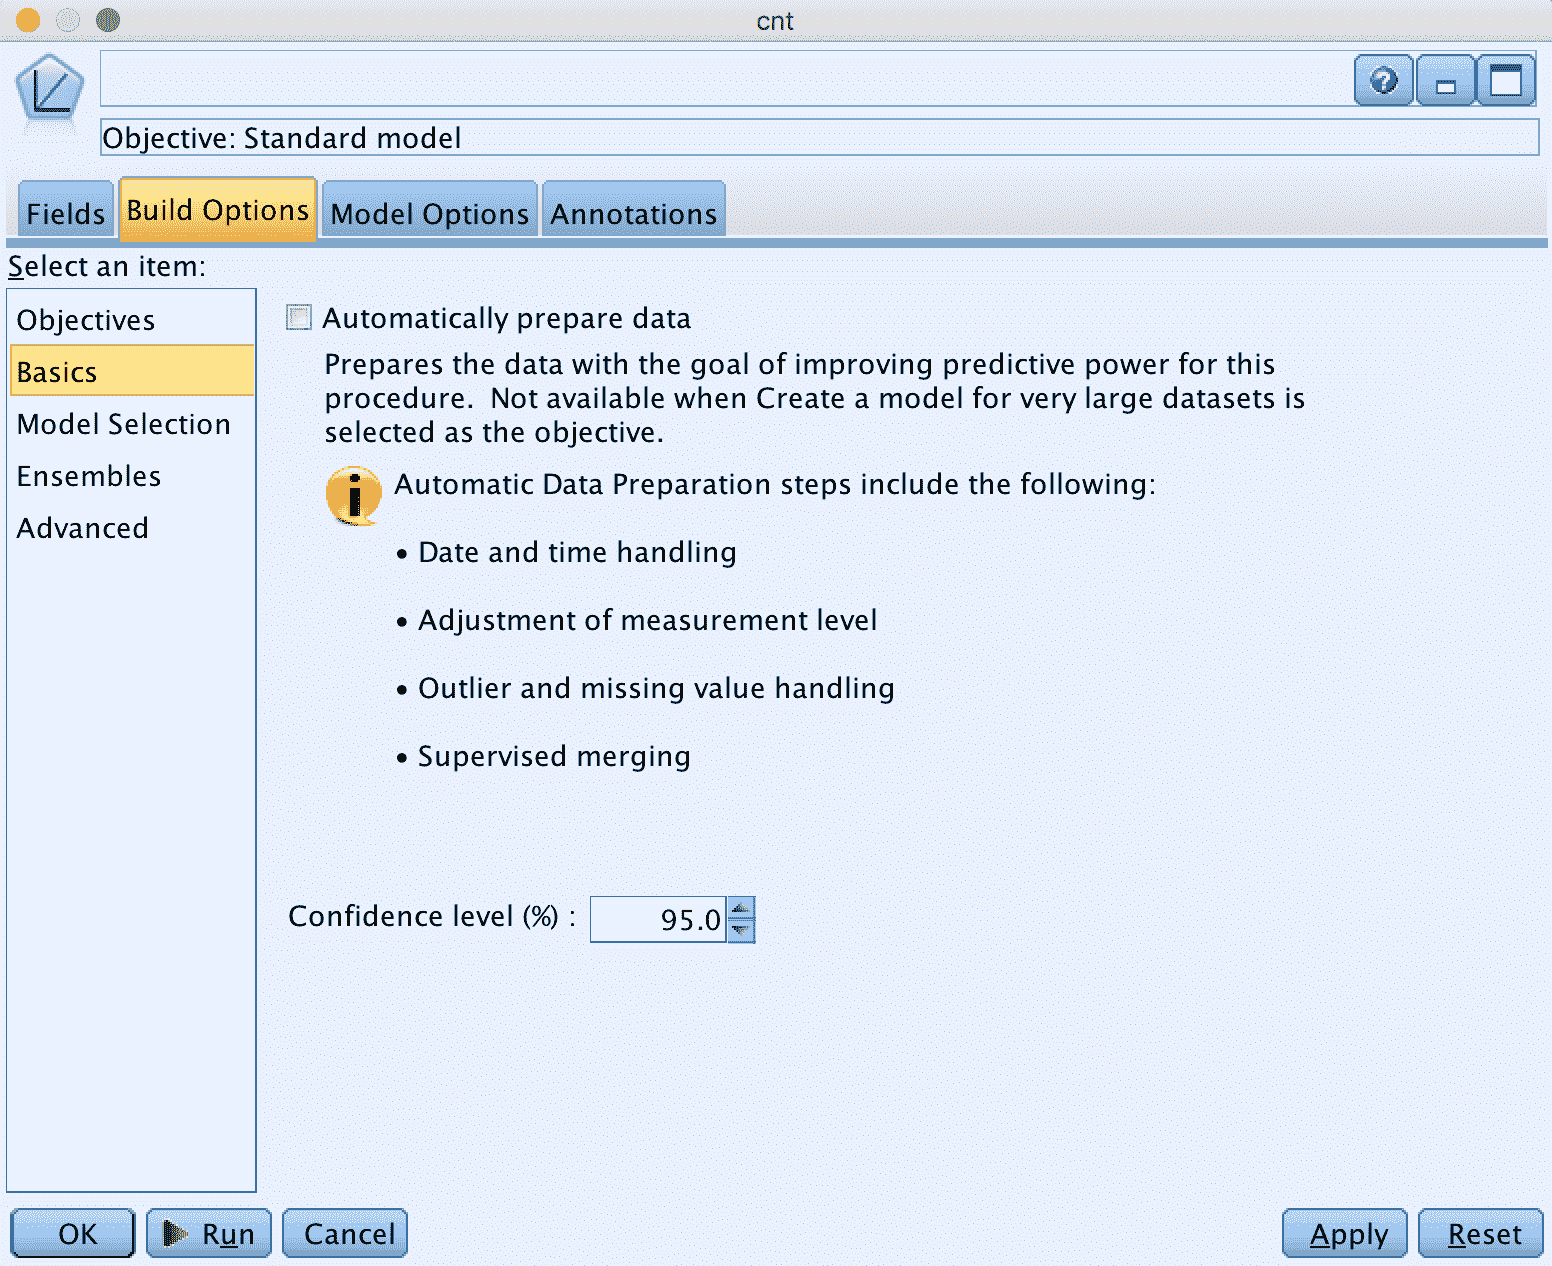 cnt
Objective: Standard model
Fields
Build Options
Model Options
Annotations
Select an item:
Objectives
Basics
Model Selection
Ensembles
Advanced
Automatically prepare data
Prepares the data with the goal of improving predictive power for this
procedure.  Not available when Create a model for very large datasets is
selected as the objective.
Automatic Data Preparation steps include the following:
• Date and time handling
• Adjustment of measurement level
• Outlier and missing value handling
• Supervised merging
Confidence level (%) : 95.0
OK
Run
Cancel
Apply
Reset